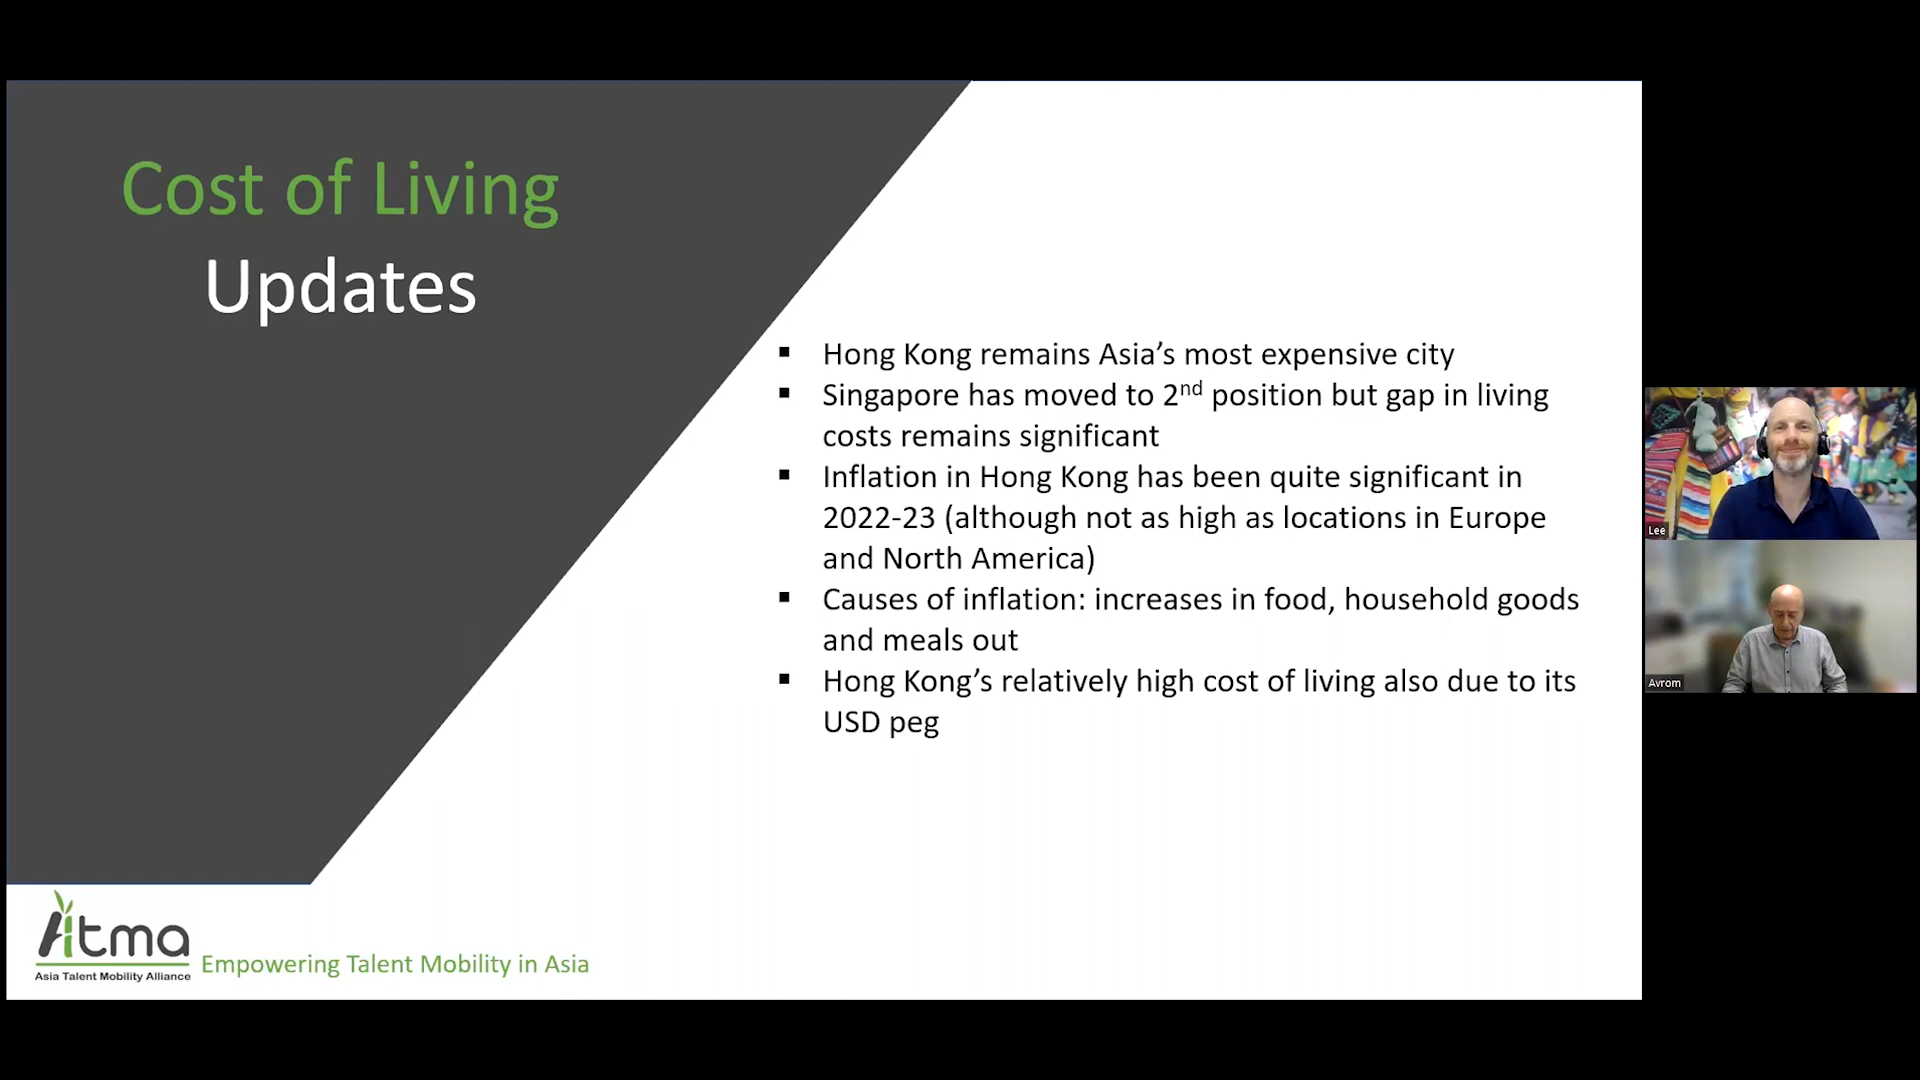 Cost of Living
Updates
▪ Hong Kong remains Asia’s most expensive city
▪ Singapore has moved to 2nd position but gap in living
costs remains significant
▪ Inflation in Hong Kong has been quite significant in
2022-23 (although not as high as locations in Europe
and North America)
▪ Causes of inflation: increases in food, household goods
and meals out
▪ Hong Kong’s relatively high cost of living also due to its
USD peg
Lee
Avrom
Atma
Asia Talent Mobility Alliance
Empowering Talent Mobility in Asia